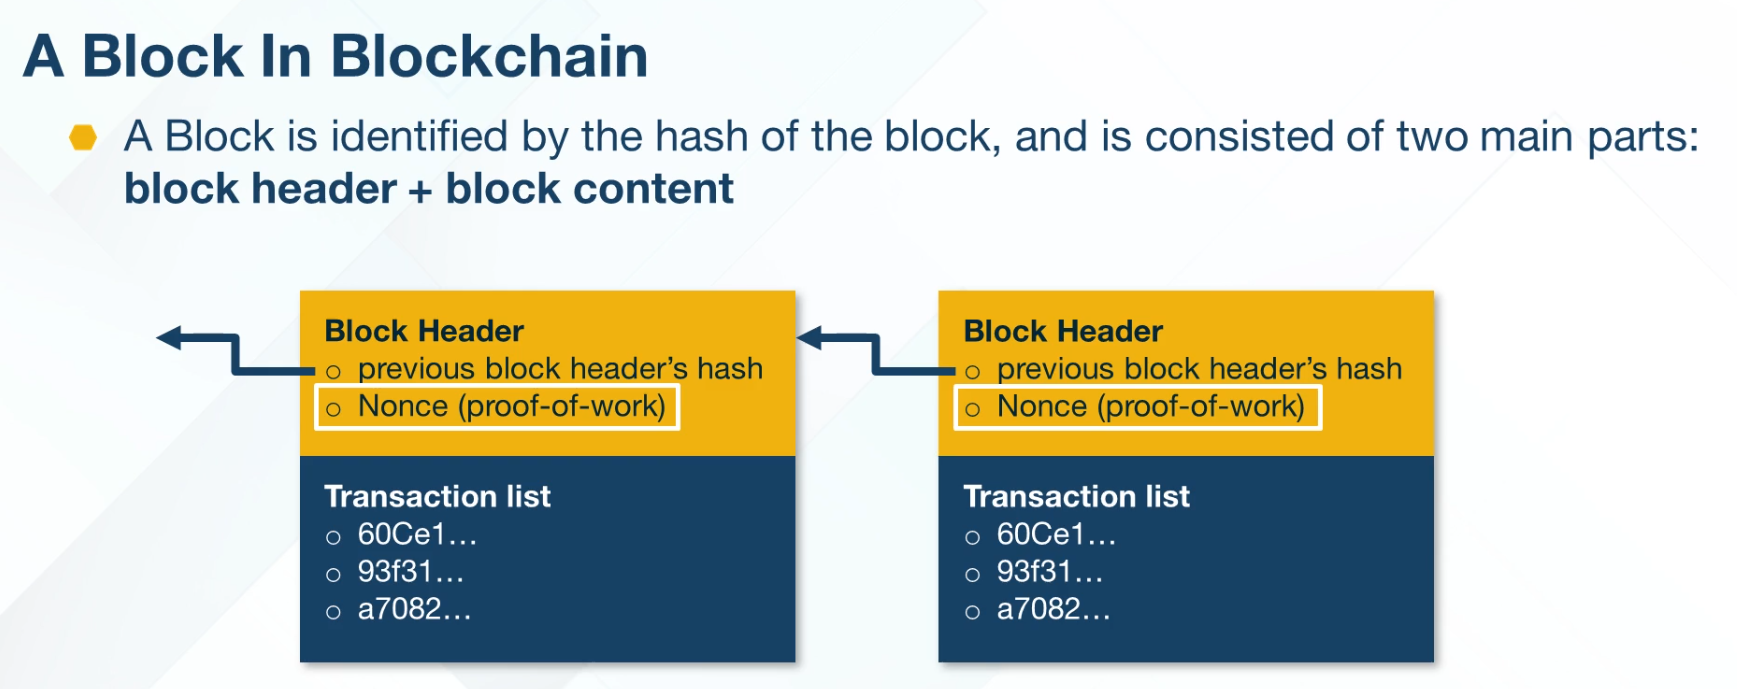 A Block In Blockchain
A Block is identified by the hash of the block, and is consisted of two main parts:
block header + block content
Block Header
○ previous block header’s hash
○ Nonce (proof-of-work)
Transaction list
○ 60Ce1…
○ 93f31…
○ a7082…
Block Header
○ previous block header’s hash
○ Nonce (proof-of-work)
Transaction list
○ 60Ce1…
○ 93f31…
○ a7082…